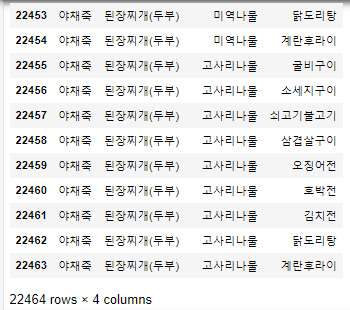 22453 야채죽 된장찌개(두부) 미역나물 닭도리탕
22454 야채죽 된장찌개(두부) 미역나물 계란후라이
22455 야채죽 된장찌개(두부) 고사리나물 굴비구이
22456 야채죽 된장찌개(두부) 고사리나물 소세지구이
22457 야채죽 된장찌개(두부) 고사리나물 쇠고기불고기
22458 야채죽 된장찌개(두부) 고사리나물 삼겹살구이
22459 야채죽 된장찌개(두부) 고사리나물 오징어전
22460 야채죽 된장찌개(두부) 고사리나물 호박전
22461 야채죽 된장찌개(두부) 고사리나물 김치전
22462 야채죽 된장찌개(두부) 고사리나물 닭도리탕
22463 야채죽 된장찌개(두부) 고사리나물 계란후라이
22464 rows × 4 columns